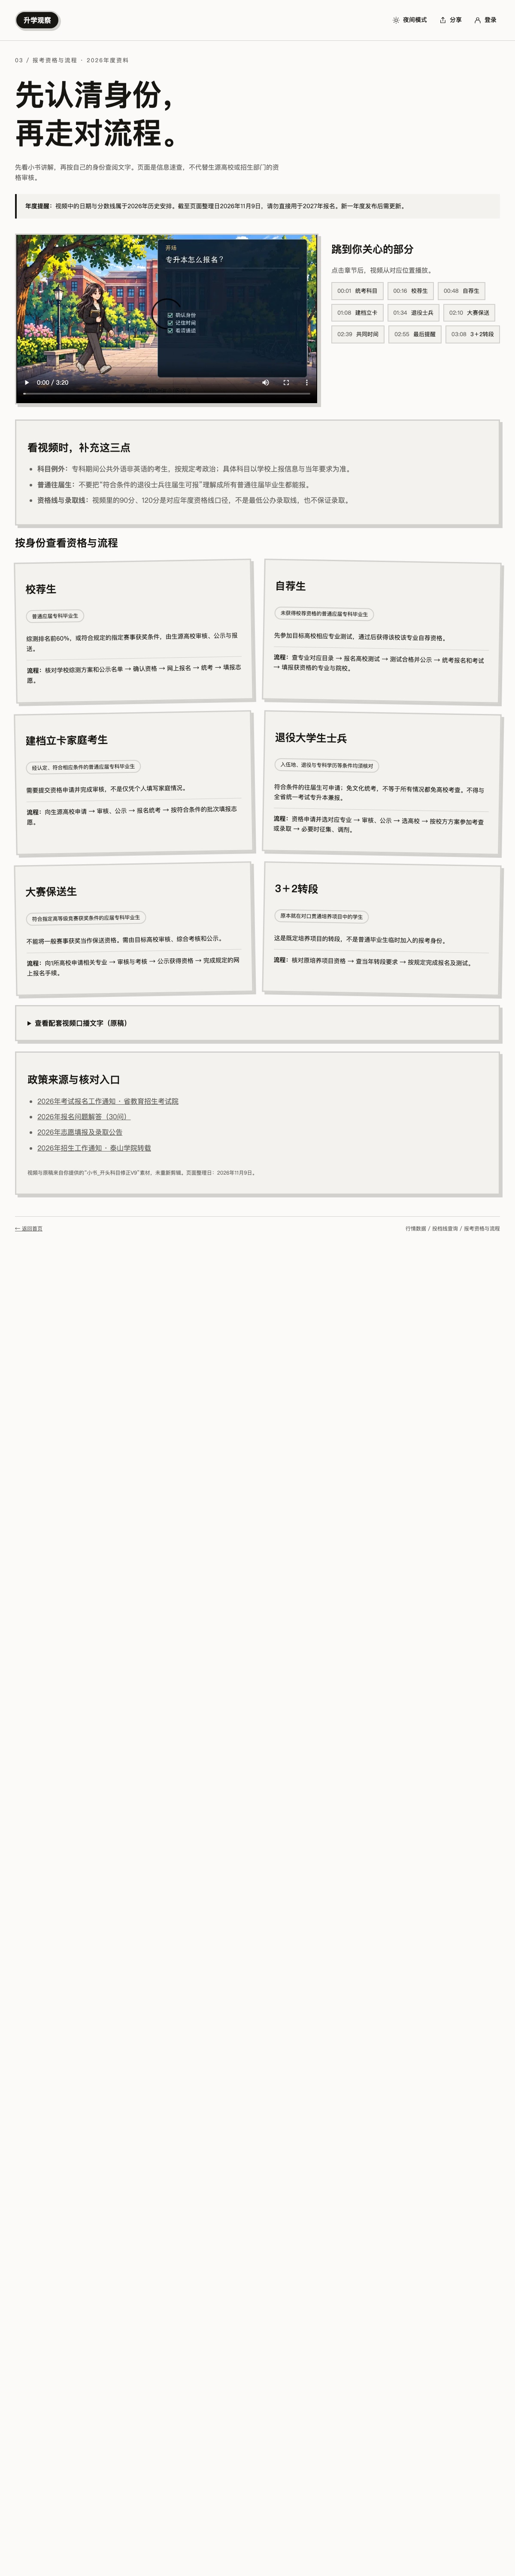 升学观察
夜间模式
分享
登录
03 / 报考资格与流程 · 2026年度资料
先认清身份，
再走对流程。
先看小书讲解，再按自己的身份查阅文字。页面是信息速查，不代替生源高校或招生部门的资
格审核。
年度提醒：视频中的日期与分数线属于2026年历史安排。截至页面整理日2026年11月9日，请勿直接用于2027年报名。新一年度发布后需更新。
开场
专升本怎么报名？
☑ 确认身份
☑ 记住时间
☑ 看完谱运
0:00 / 3:20
跳到你关心的部分
点击章节后，视频从对应位置播放。
00:01 统考科目
00:16 校荐生
00:48 自荐生
01:08 建档立卡
01:34 退役士兵
02:10 大赛保送
02:39 共同时间
02:55 最后提醒
03:08 3＋2转段
看视频时，补充这三点
科目例外：专科期间公共外语非英语的考生，按规定考政治；具体科目以学校上报信息与当年要求为准。
普通往届生：不要把“符合条件的退役士兵往届生可报”理解成所有普通往届毕业生都能报。
资格线与录取线：视频里的90分、120分是对应年度资格线口径，不是最低公办录取线，也不保证录取。
按身份查看资格与流程
校荐生
普通应届专科毕业生
综测排名前60%，或符合规定的指定赛事获奖条件，由生源高校审核、公示与报
送。
流程：核对学校综测方案和公示名单 → 确认资格 → 网上报名 → 统考 → 填报志
愿。
自荐生
未获得校荐资格的普通应届专科毕业生
先参加目标高校相应专业测试，通过后获得该校该专业自荐资格。
流程：查专业对应目录 → 报名高校测试 → 测试合格并公示 → 统考报名和考试
→ 填报获资格的专业与院校。
建档立卡家庭考生
经认定、符合相应条件的普通应届专科毕业生
需要提交资格申请并完成审核，不是仅凭个人填写家庭情况。
流程：向生源高校申请 → 审核、公示 → 报名统考 → 按符合条件的批次填报志
愿。
退役大学生士兵
入伍地、退役与专科学历等条件均须核对
符合条件的往届生可申请；免文化统考，不等于所有情况都免高校考查。不得与
全省统一考试专升本兼报。
流程：资格申请并选对应专业 → 审核、公示 → 选高校 → 按校方方案参加考查
或录取 → 必要时征集、调剂。
大赛保送生
符合指定高等级竞赛获奖条件的应届专科毕业生
不能将一般赛事获奖当作保送资格。需由目标高校审核、综合考核和公示。
流程：向1所高校申请相关专业 → 审核与考核 → 公示获得资格 → 完成规定的网
上报名手续。
3＋2转段
原本就在对口贯通培养项目中的学生
这是既定培养项目的转段，不是普通毕业生临时加入的报考身份。
流程：核对原培养项目资格 → 查当年转段要求 → 按规定完成报名及测试。
▶ 查看配套视频口播文字（原稿）
政策来源与核对入口
2026年考试报名工作通知 · 省教育招生考试院
2026年报名问题解答（30问）
2026年志愿填报及录取公告
2026年招生工作通知 · 泰山学院转载
视频与原稿来自你提供的“小书_开头科目修正V9”素材，未重新剪辑。页面整理日：2026年11月9日。
← 返回首页
行情数据 / 投档线查询 / 报考资格与流程